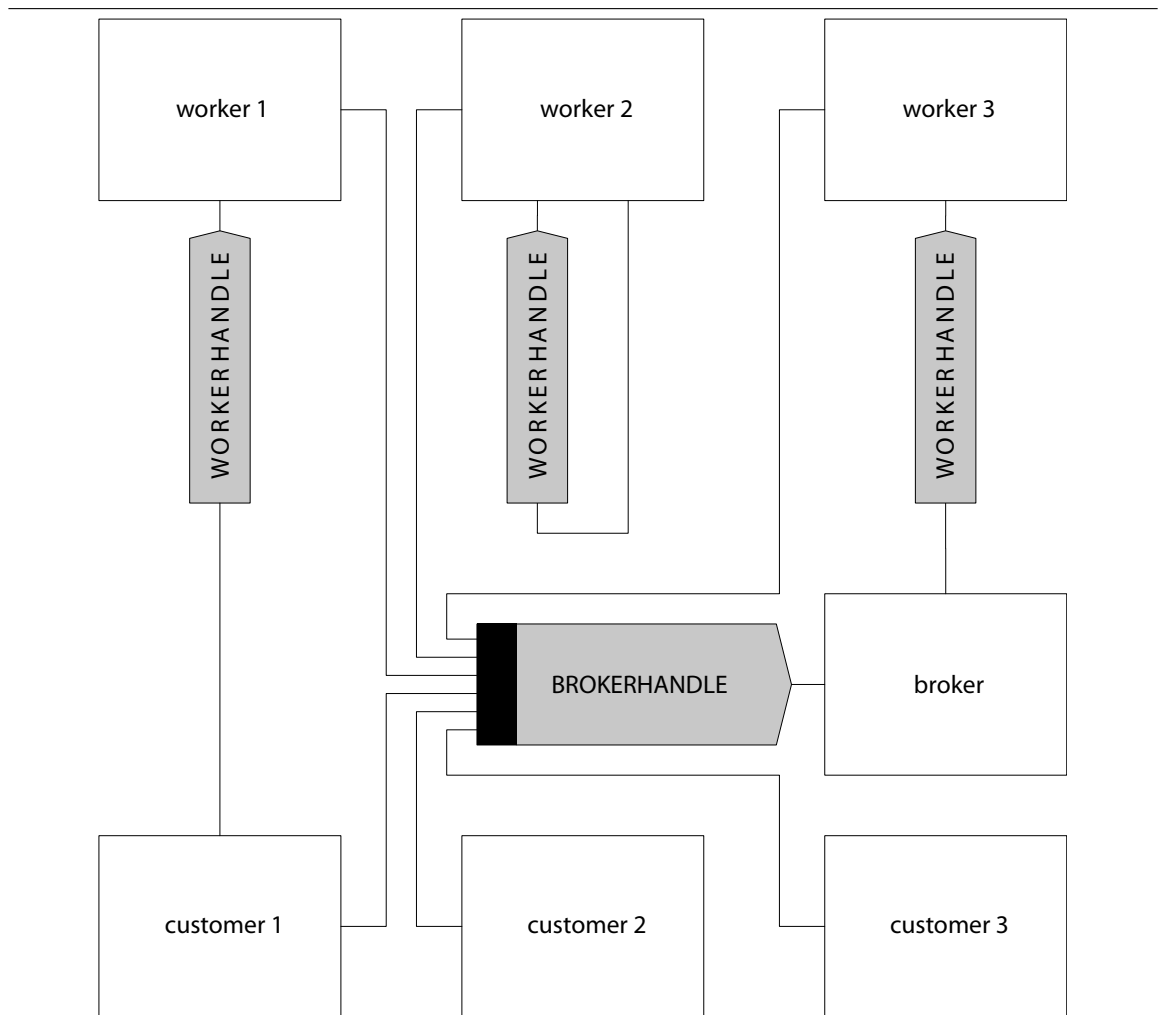 worker 1
worker 2
worker 3
WORKERHANDLE
WORKERHANDLE
WORKERHANDLE
BROKERHANDLE
broker
customer 1
customer 2
customer 3